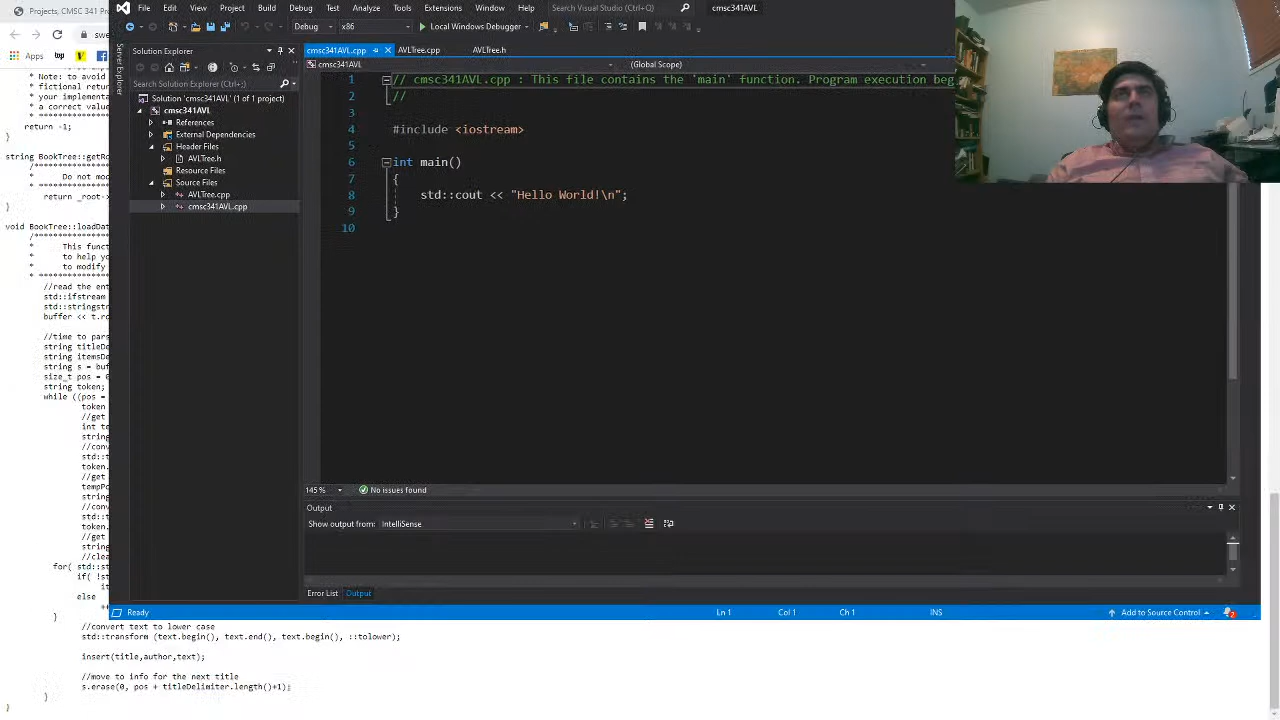 Projects, CMSC 341 Pro
Apps
* Note: to avoid
* fictional retur
* your implementa
* a correct value
return -1;
}
string BookTree::getRo
/******************
* Do not mod
* ****************
return _root->
}
void BookTree::loadDat
/******************
* This funct
* to help you
* to modify
* ****************
//read the ent
std::ifstream
std::stringstr
buffer << t.rd
//time to pars
string titleDe
string itemsDe
string s = buf
size_t pos = 0
string token;
while ((pos =
token
//get
int te
//conv
std::t
token.
//get
tempPo
string
//conv
std::t
token.
//get
string
//clea
for( std::st
if( !st
it
else
++
}
//convert text to lower case
std::transform (text.begin(), text.end(), text.begin(), ::tolower);
insert(title,author,text);
//move to info for the next title
s.erase(0, pos + titleDelimiter.length()+1);
}
}
File Edit View Project Build Debug Test Analyze Tools Extensions Window Help Search Visual Studio (Ctrl+Q) cmsc341AVL
Debug x86 Local Windows Debugger
Server Explorer
Solution Explorer
Search Solution Explorer (Ctrl+;)
Solution 'cmsc341AVL' (1 of 1 project)
cmsc341AVL
References
External Dependencies
Header Files
AVLTree.h
Resource Files
Source Files
AVLTree.cpp
cmsc341AVL.cpp
cmsc341AVL.cpp AVLTree.cpp AVLTree.h
cmsc341AVL (Global Scope)
1 // cmsc341AVL.cpp : This file contains the 'main' function. Program execution beg
2 //
3
4 #include <iostream>
5
6 int main()
7 {
8 std::cout << "Hello World!\n";
9 }
10
145 % No issues found
Output
Show output from: IntelliSense
Error List Output
Ready Ln 1 Col 1 Ch 1 INS Add to Source Control 2